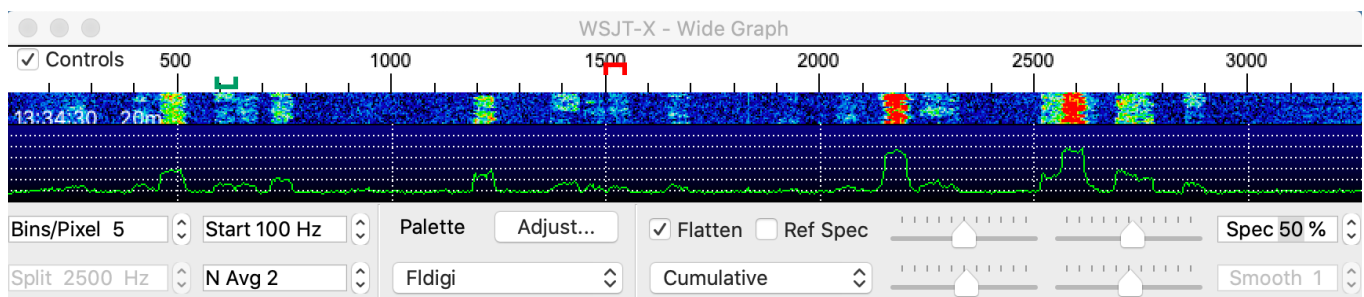 WSJT-X - Wide Graph
Controls 500 1000 1500 2000 2500 3000
13:34:30 20m
Bins/Pixel 5 Start 100 Hz Palette Adjust... Flatten Ref Spec Spec 50 %
Split 2500 Hz N Avg 2 Fldigi Cumulative Smooth 1